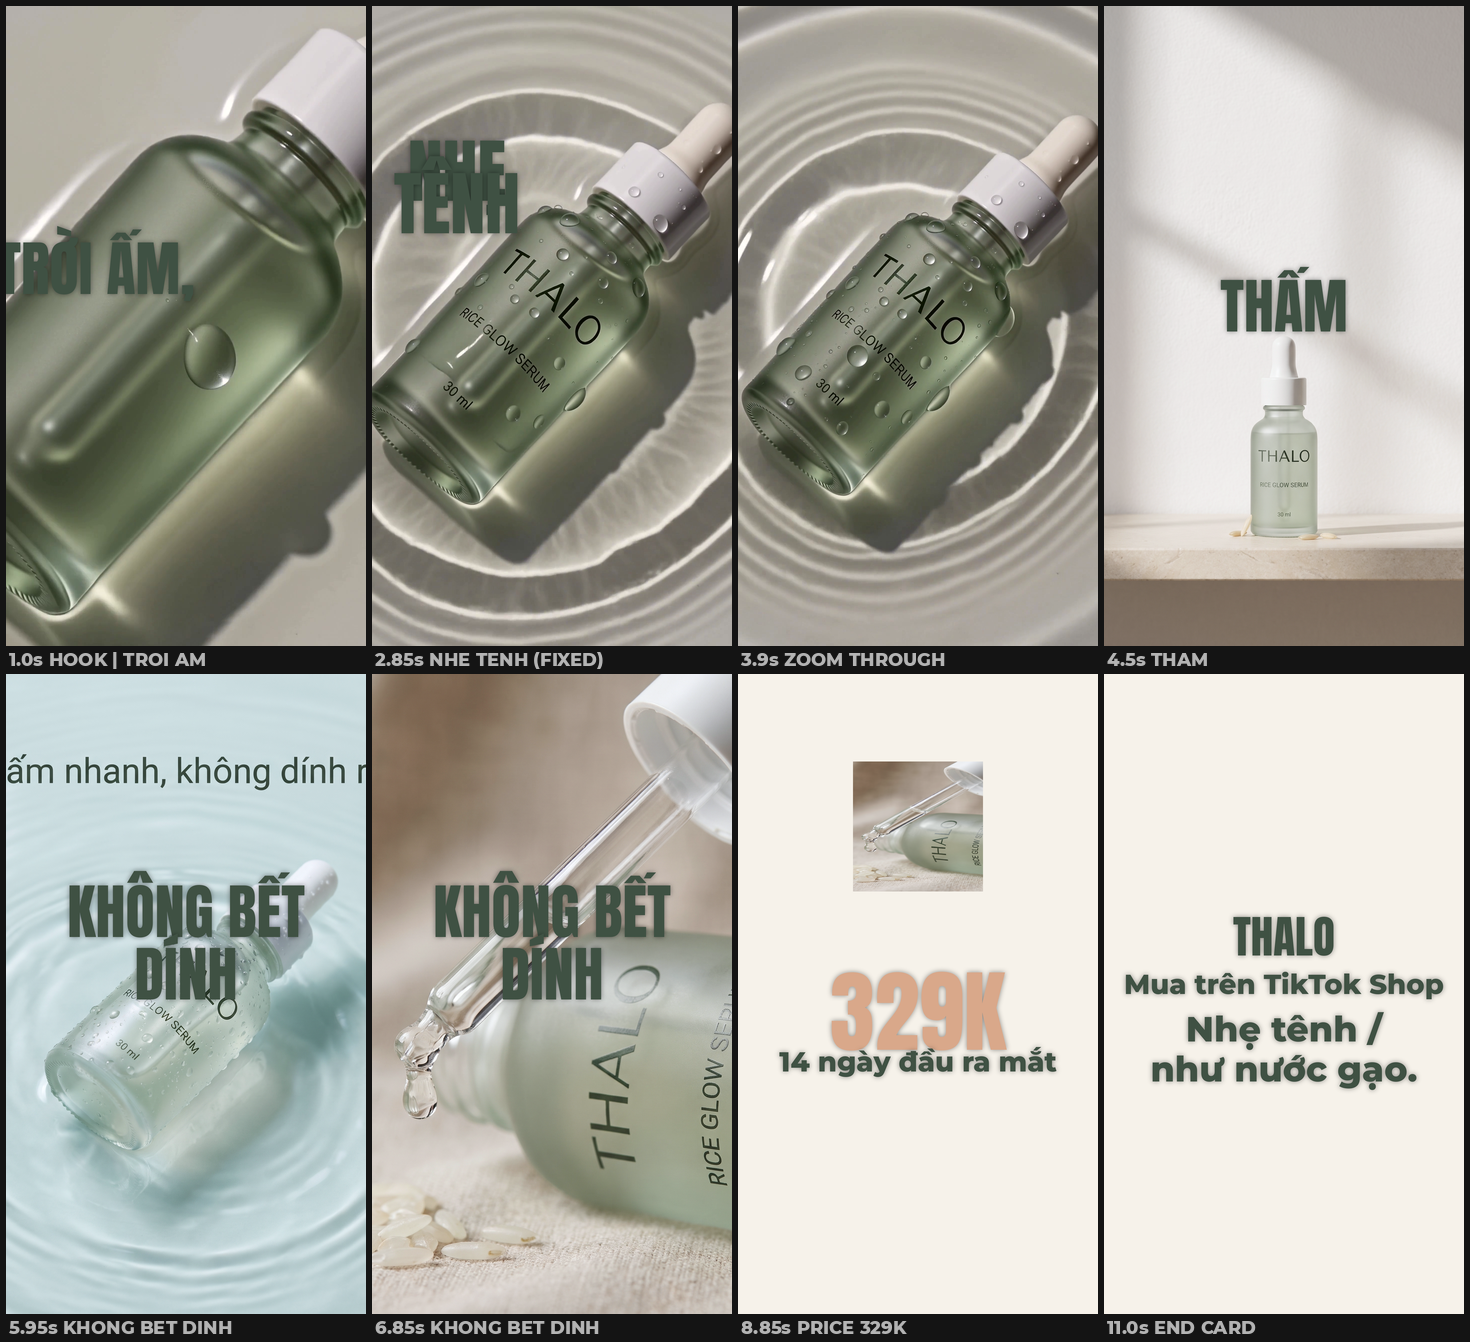 TRỜI ẤM,
1.0s HOOK | TROI AM
NHẸ
TÊNH
THALO
RICE GLOW SERUM
30 ml
2.85s NHE TENH (FIXED)
THALO
RICE GLOW SERUM
30 ml
3.9s ZOOM THROUGH
THẤM
THALO
RICE GLOW SERUM
30 ml
4.5s THAM
ấm nhanh, không dính
KHÔNG BẾT
DÍNH
RICE GLOW SERUM
30 ml
5.95s KHONG BET DINH
KHÔNG BẾT
DÍNH
THALO
RICE GLOW
6.85s KHONG BET DINH
THALO
RICE GLOW
329K
14 ngày đầu ra mắt
8.85s PRICE 329K
THALO
Mua trên TikTok Shop
Nhẹ tênh /
như nước gạo.
11.0s END CARD